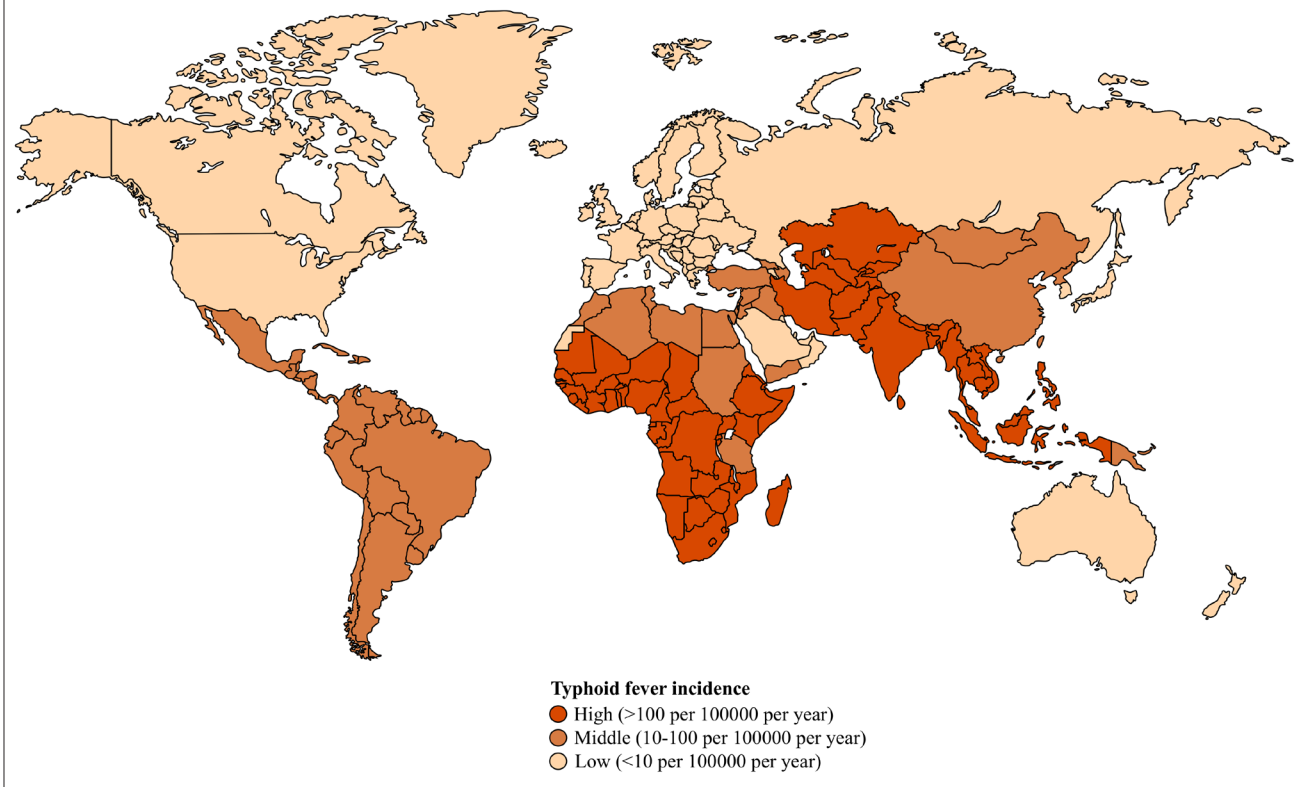 Typhoid fever incidence
High (>100 per 100000 per year)
Middle (10-100 per 100000 per year)
Low (<10 per 100000 per year)